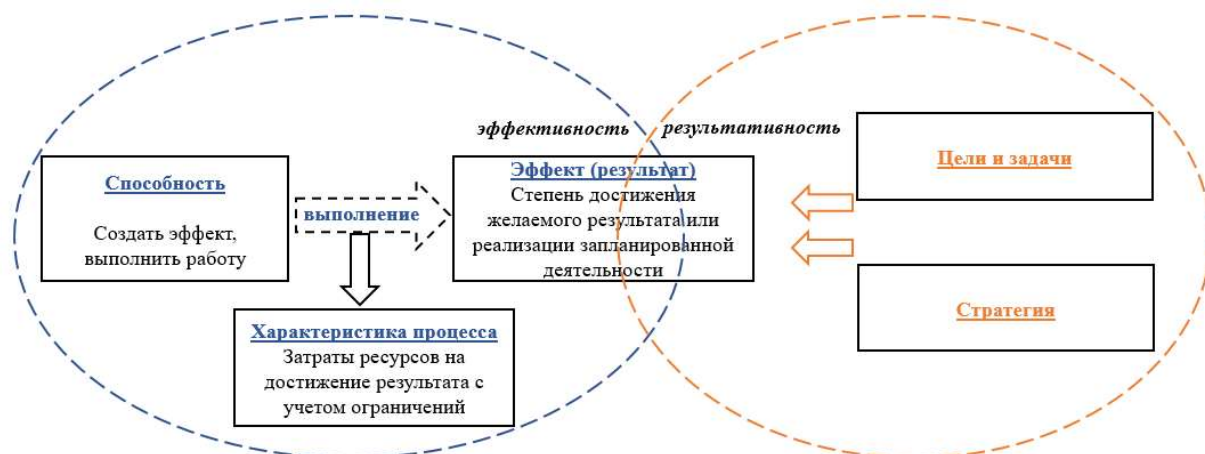 эффективность
результативность
Способность
Создать эффект,
выполнить работу
выполнение
Эффект (результат)
Степень достижения
желаемого результата или
реализации запланированной
деятельности
Характеристика процесса
Затраты ресурсов на
достижение результата с
учетом ограничений
Цели и задачи
Стратегия